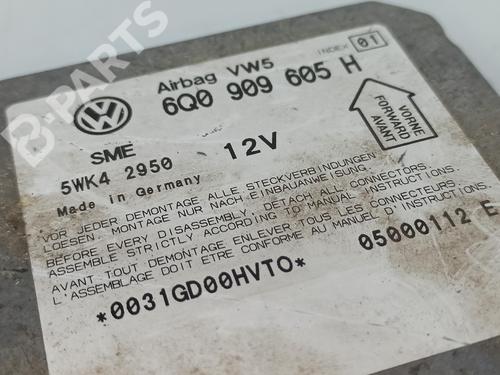 B-PARTS
INDEX 01
Airbag VW5
6Q0 909 605 H
SME
5WK4 2950
12V
Made in Germany
VORNE
FORWARD
AVANT
VOR JEDER DEMONTAGE ALLE STECKVERBINDUNGEN
LOESEN. MONTAGE NUR NACH EINBAUANWEISUNG.
BEFORE EVERY DISASSEMBLY, DETACH ALL CONNECTORS.
ASSEMBLE STRICTLY ACCORDING TO MANUAL INSTRUCTIONS.
AVANT TOUT DEMONTAGE ENLEVER TOUS LES CONNECTEURS.
L'ASSEMBLAGE DOIT ETRE CONFORME AU MANUEL D'INSTRUCTIONS.
05000112 E
*0031GD00HVTO*